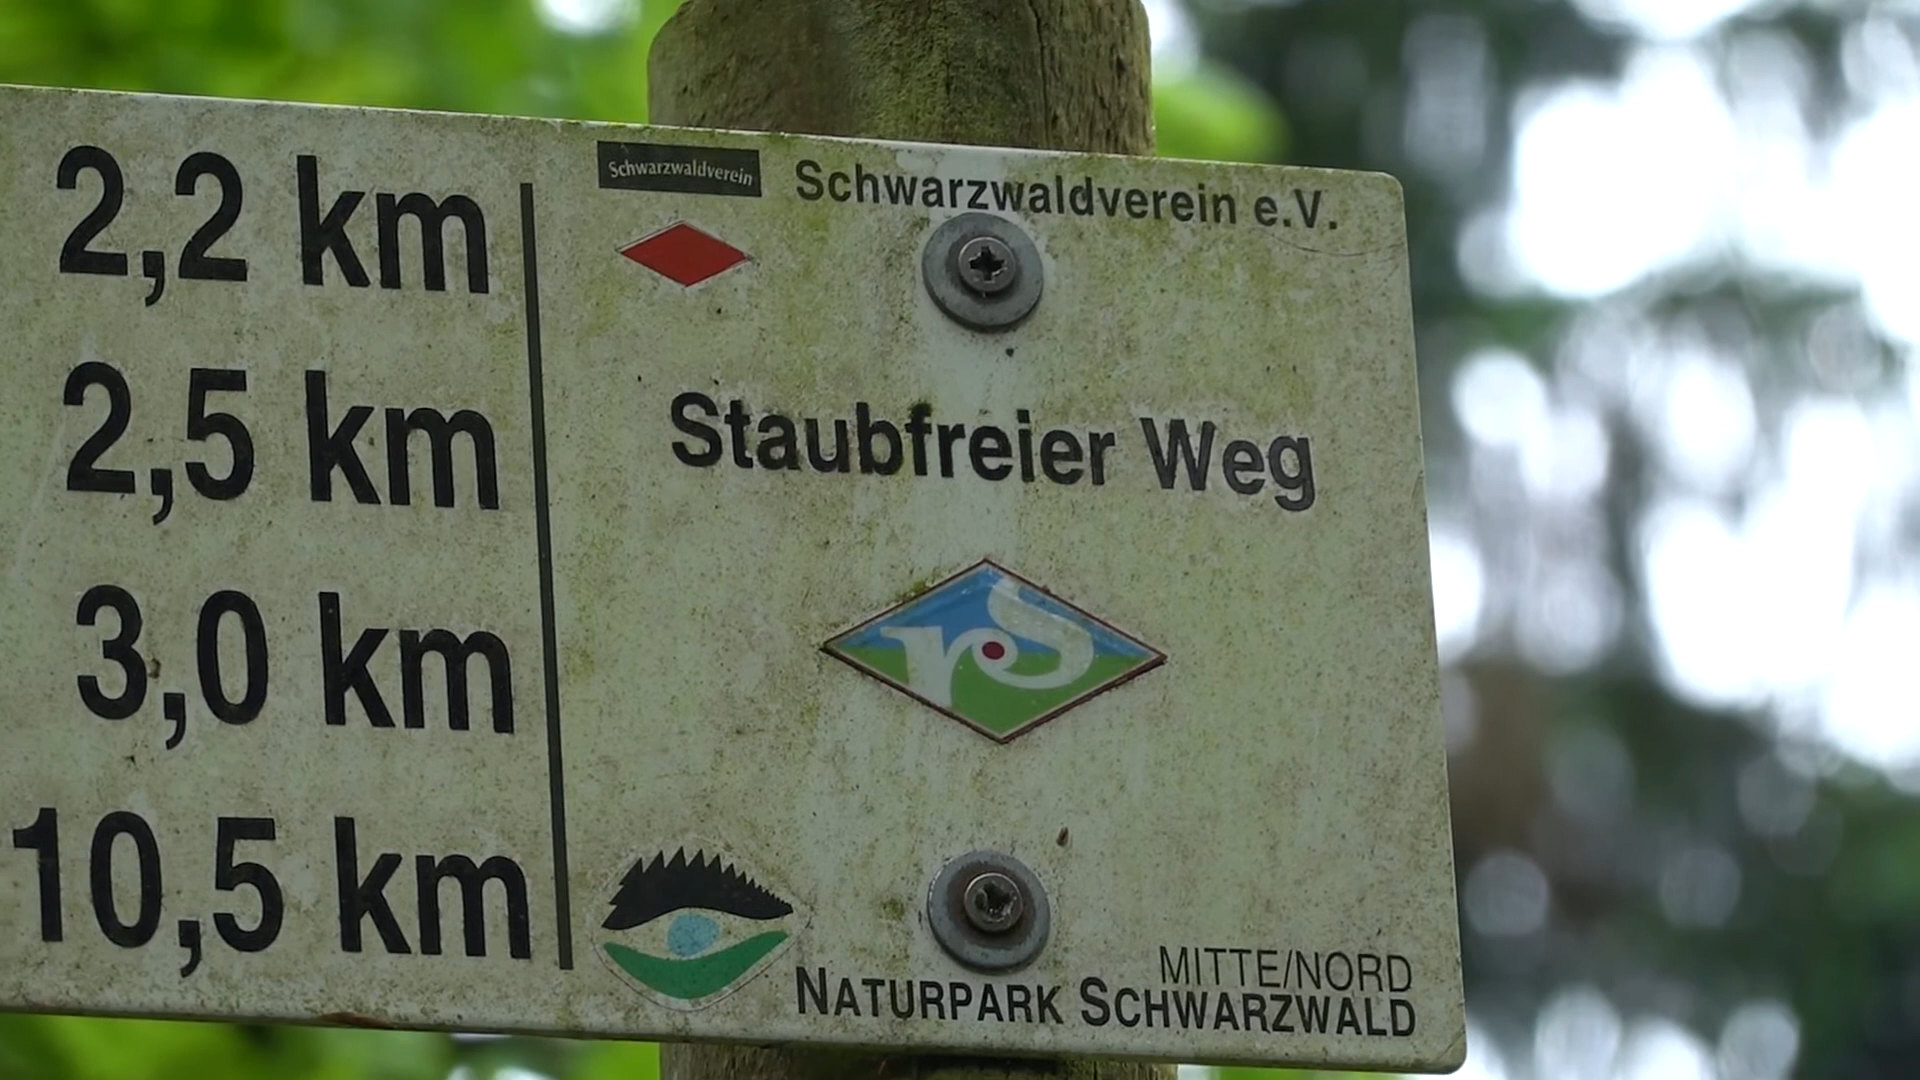 2,2 km
2,5 km
3,0 km
10,5 km
Schwarzwaldverein
Schwarzwaldverein e.V.
Staubfreier Weg
rS
MITTE/NORD
NATURPARK SCHWARZWALD